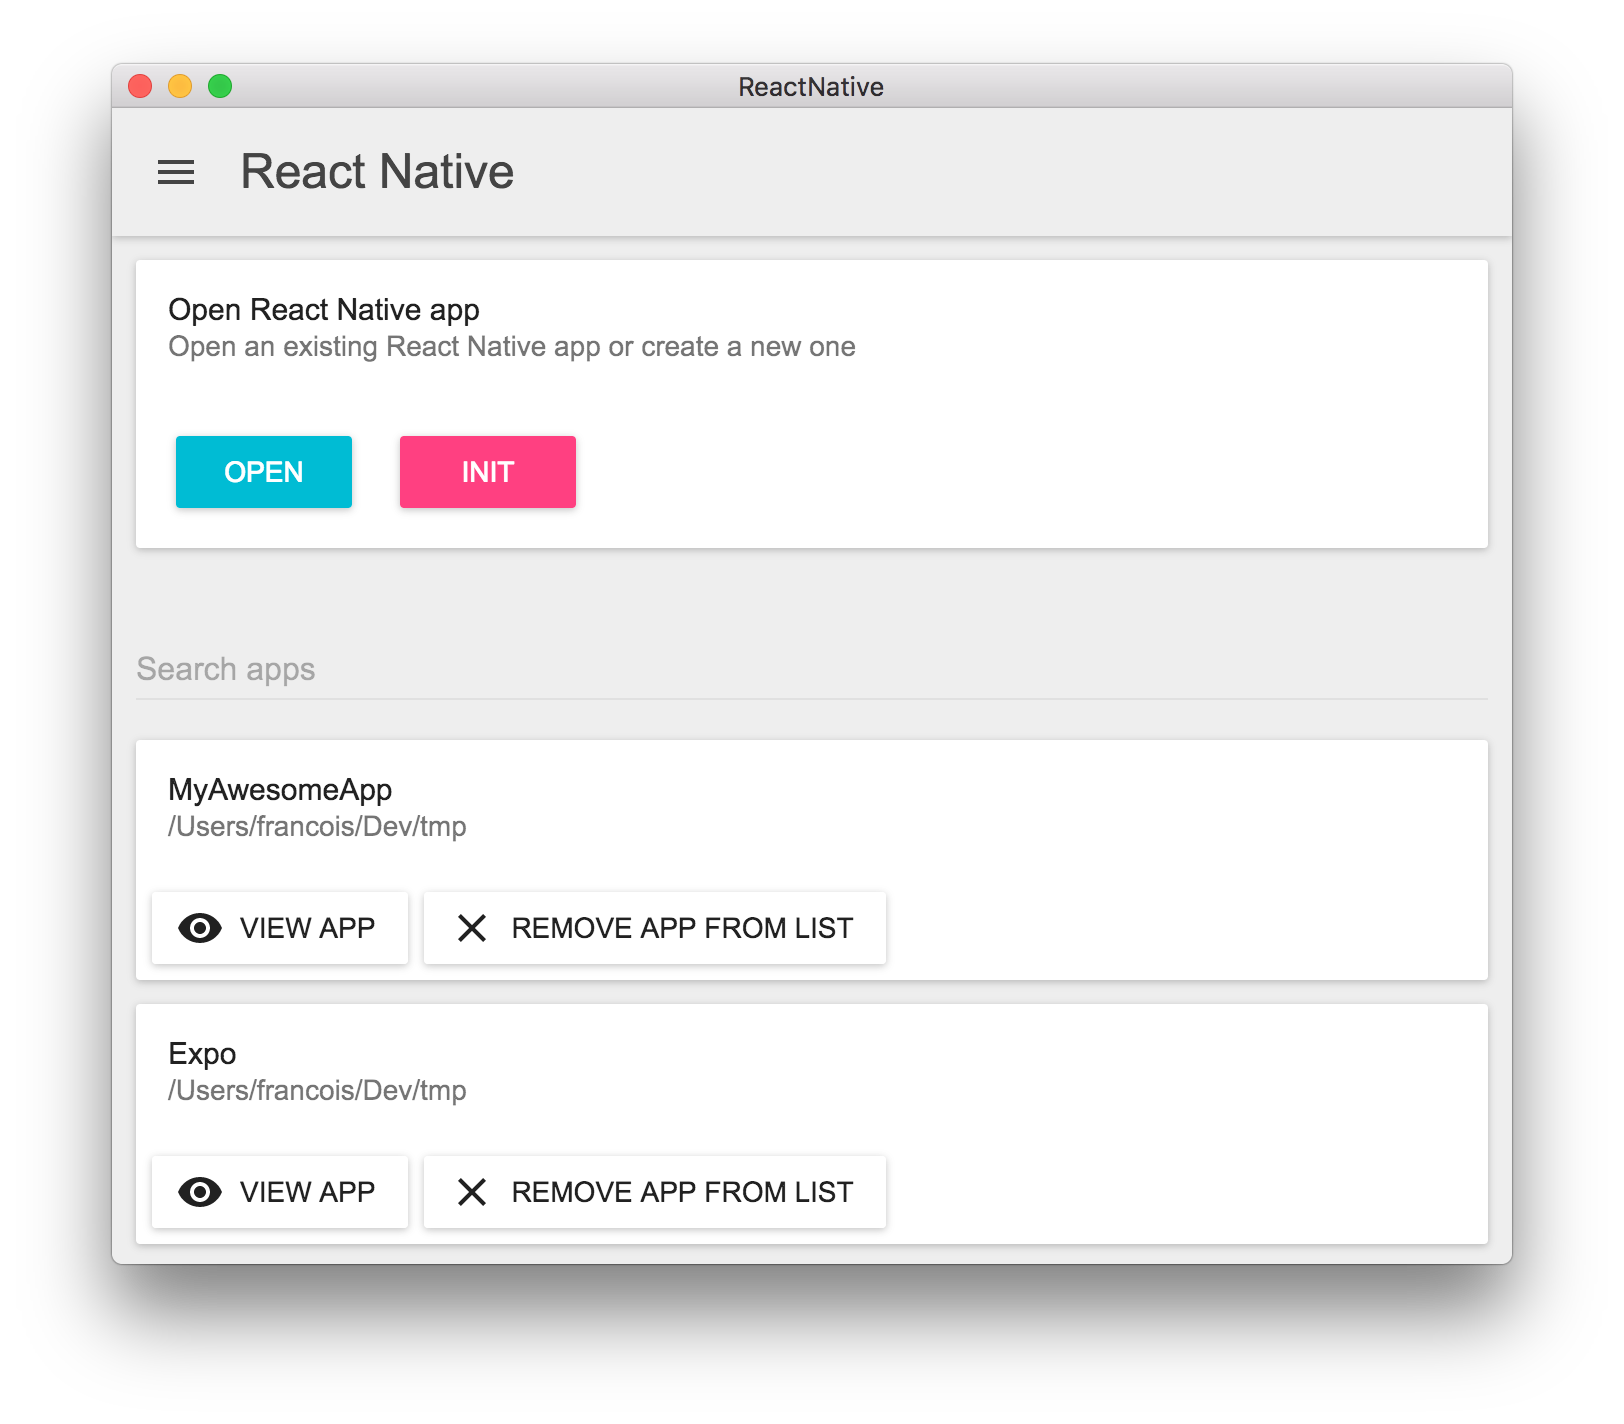 ReactNative
React Native
Open React Native app
Open an existing React Native app or create a new one
OPEN
INIT
Search apps
MyAwesomeApp
/Users/francois/Dev/tmp
VIEW APP
REMOVE APP FROM LIST
Expo
/Users/francois/Dev/tmp
VIEW APP
REMOVE APP FROM LIST